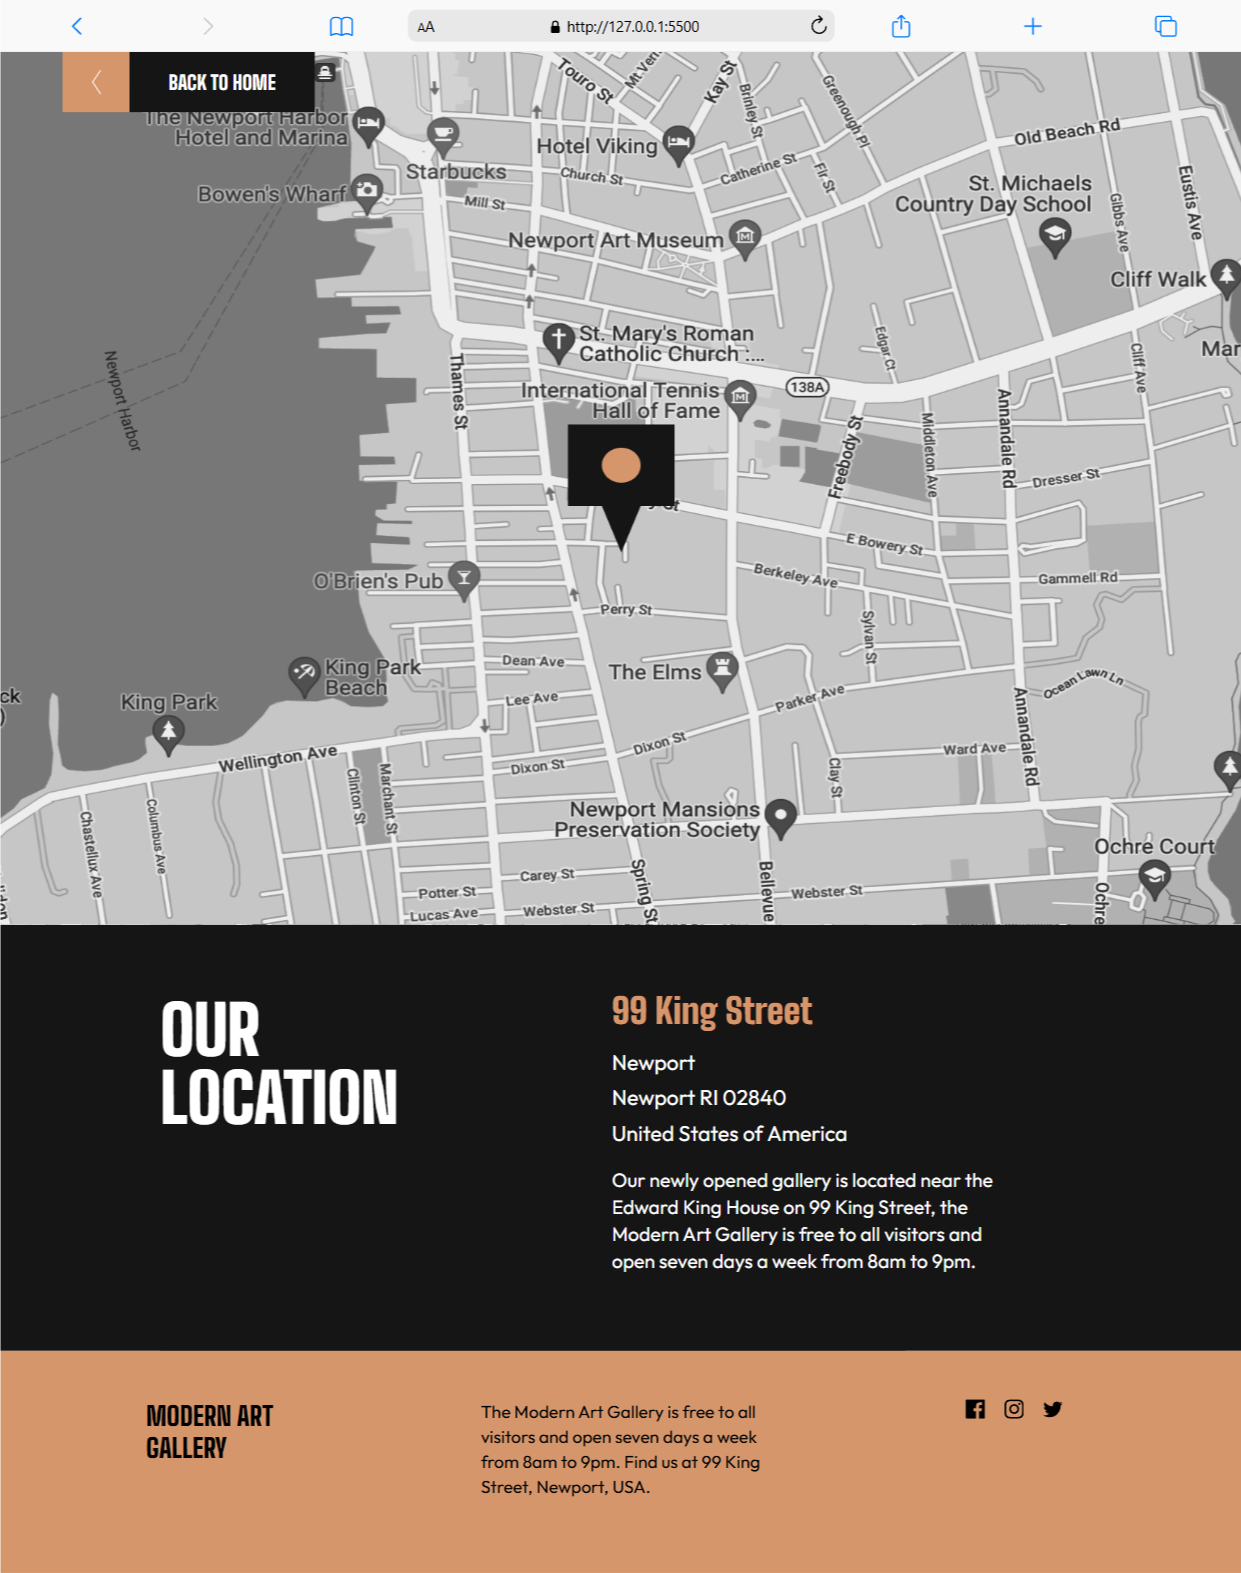 AA
http://127.0.0.1:5500
BACK TO HOME
Touro St
Kay St
Brinley St
Greenough Pl
The Newport Harbor
Hotel and Marina
Starbucks
Hotel Viking
Church St
Catherine St
Fir St
Old Beach Rd
Eustis Ave
Gibbs Ave
St. Michaels
Country Day School
Bowen's Wharf
Mill St
Newport Art Museum
Cliff Walk
Newport Harbor
Thames St
St. Mary's Roman
Catholic Church :...
Edgar Ct
Cliff Ave
Mar
138A
International Tennis
Hall of Fame
Freebody St
Middleton Ave
Annandale Rd
Dresser St
E Bowery St
Berkeley Ave
Gammell Rd
O'Brien's Pub
Perry St
Sylvan St
Dean Ave
The Elms
King Park
Beach
King Park
Lee Ave
Parker Ave
Ocean Lawn Ln
Annandale Rd
ck
)
Wellington Ave
Dixon St
Dixon St
Ward Ave
Clay St
Clinton St
Marchant St
Columbus Ave
Chastellux Ave
Newport Mansions
Preservation Society
Ochre Court
Carey St
Potter St
Lucas Ave
Webster St
Spring St
Bellevue
Webster St
Ochre
OUR
LOCATION
99 King Street
Newport
Newport RI 02840
United States of America
Our newly opened gallery is located near the
Edward King House on 99 King Street, the
Modern Art Gallery is free to all visitors and
open seven days a week from 8am to 9pm.
MODERN ART
GALLERY
The Modern Art Gallery is free to all
visitors and open seven days a week
from 8am to 9pm. Find us at 99 King
Street, Newport, USA.